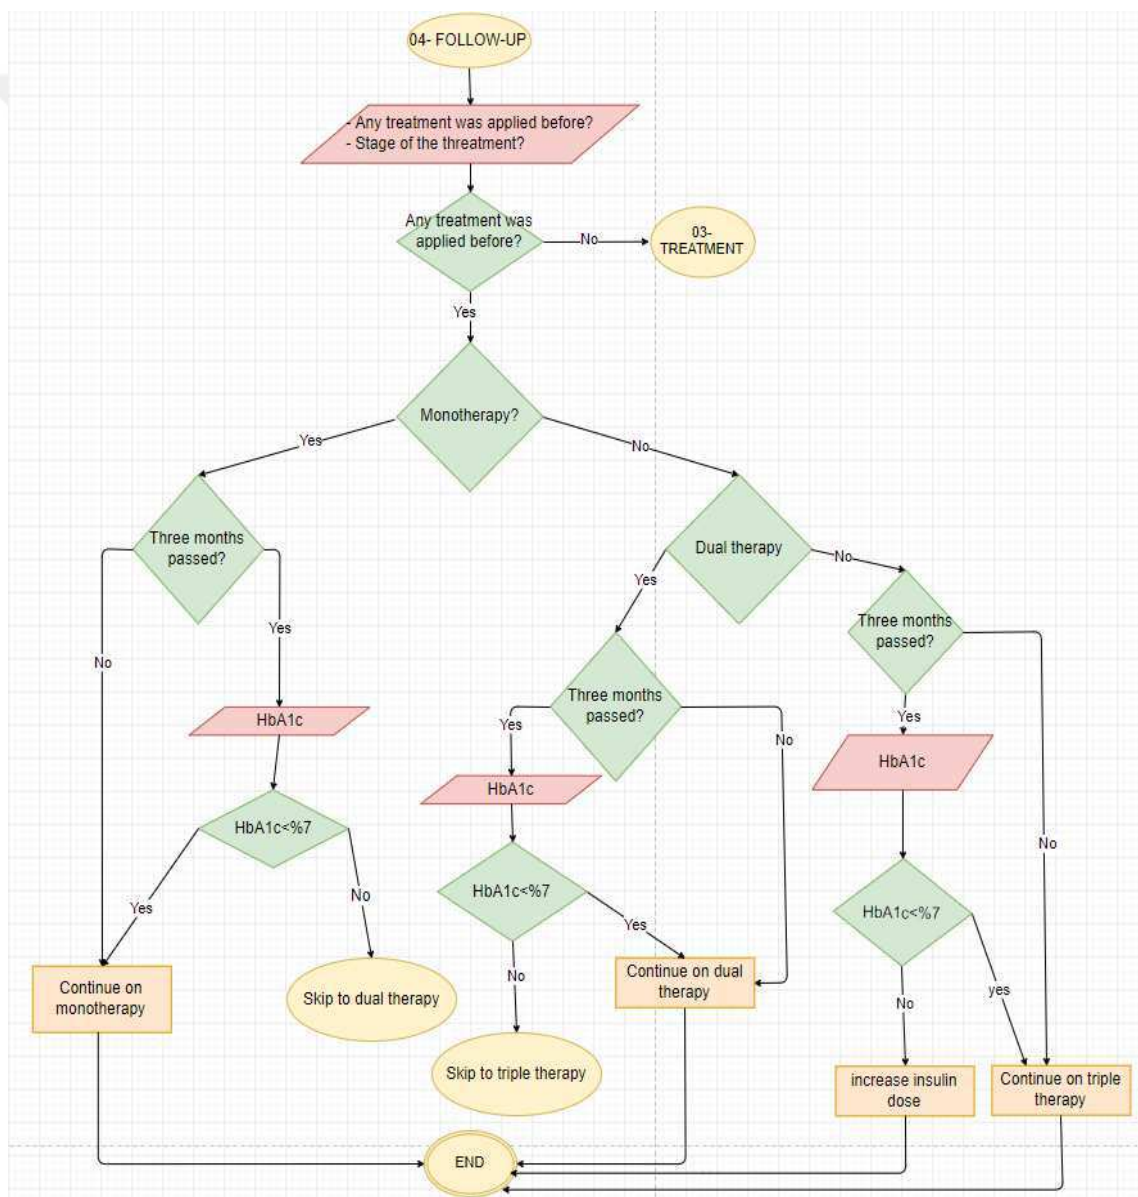 04- FOLLOW-UP
- Any treatment was applied before?
- Stage of the threatment?
Any treatment was
applied before?
No
03-
TREATMENT
Yes
Monotherapy?
Yes
No
Three months
passed?
Dual therapy
No
Yes
Three months
passed?
Yes
No
Three months
passed?
Yes
No
Yes
HbA1c
No
HbA1c
HbA1c
HbA1c<%7
No
HbA1c<%7
Yes
No
HbA1c<%7
Yes
No
Yes
No
yes
Continue on
monotherapy
Skip to dual therapy
Continue on dual
therapy
Skip to triple therapy
increase insulin
dose
Continue on triple
therapy
END